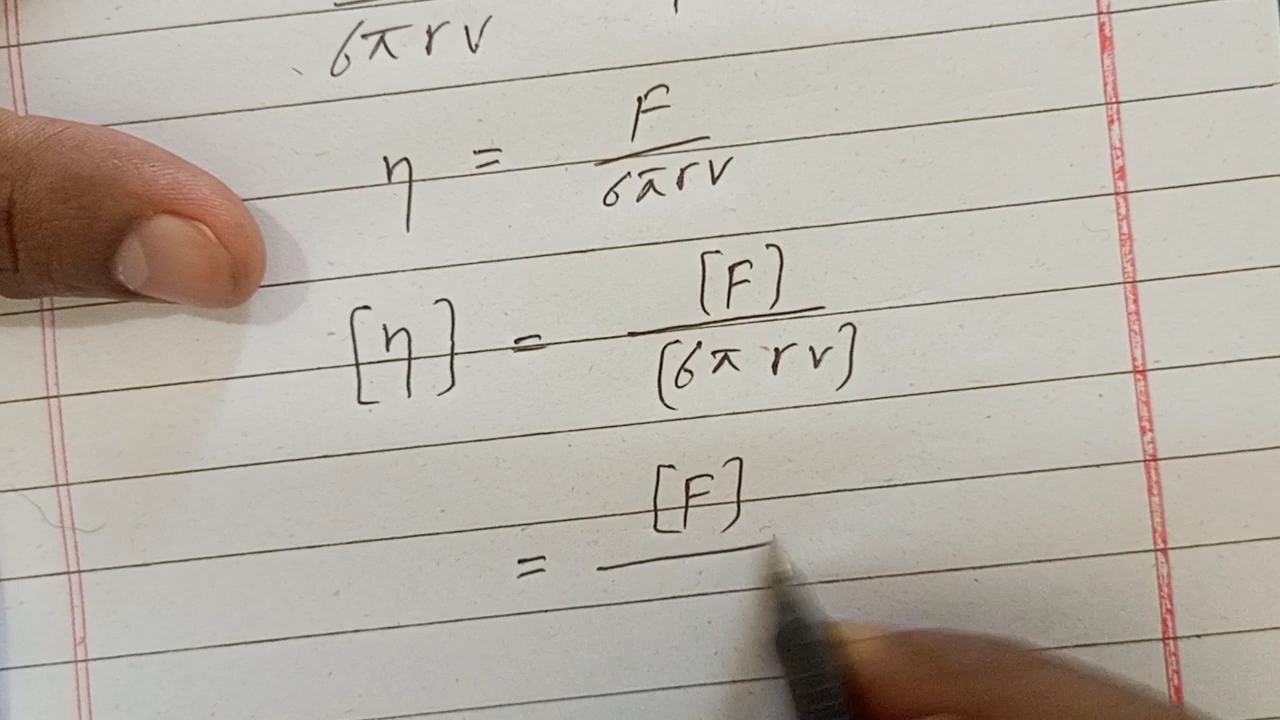 6πrv
η = F/6πrv
[η] = [F]/[6πrv]
= [F]/